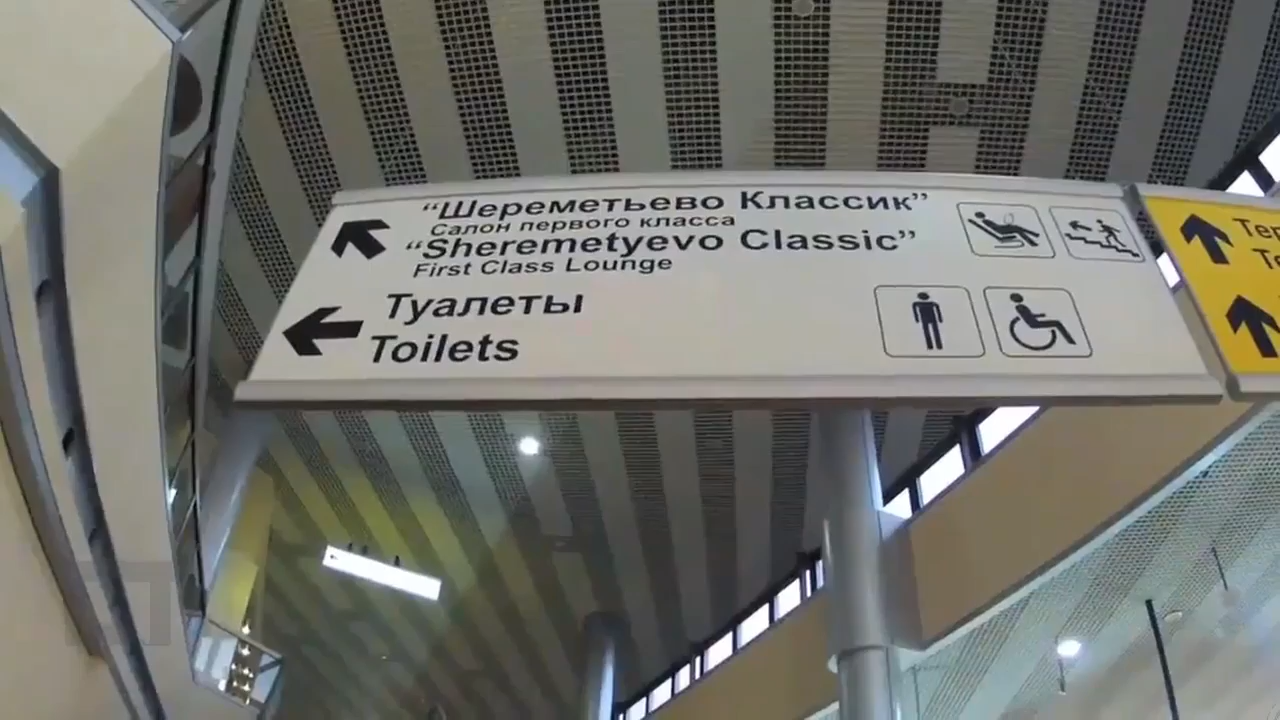 “Шереметьево Классик”
Салон первого класса
“Sheremetyevo Classic”
First Class Lounge
Туалеты
Toilets